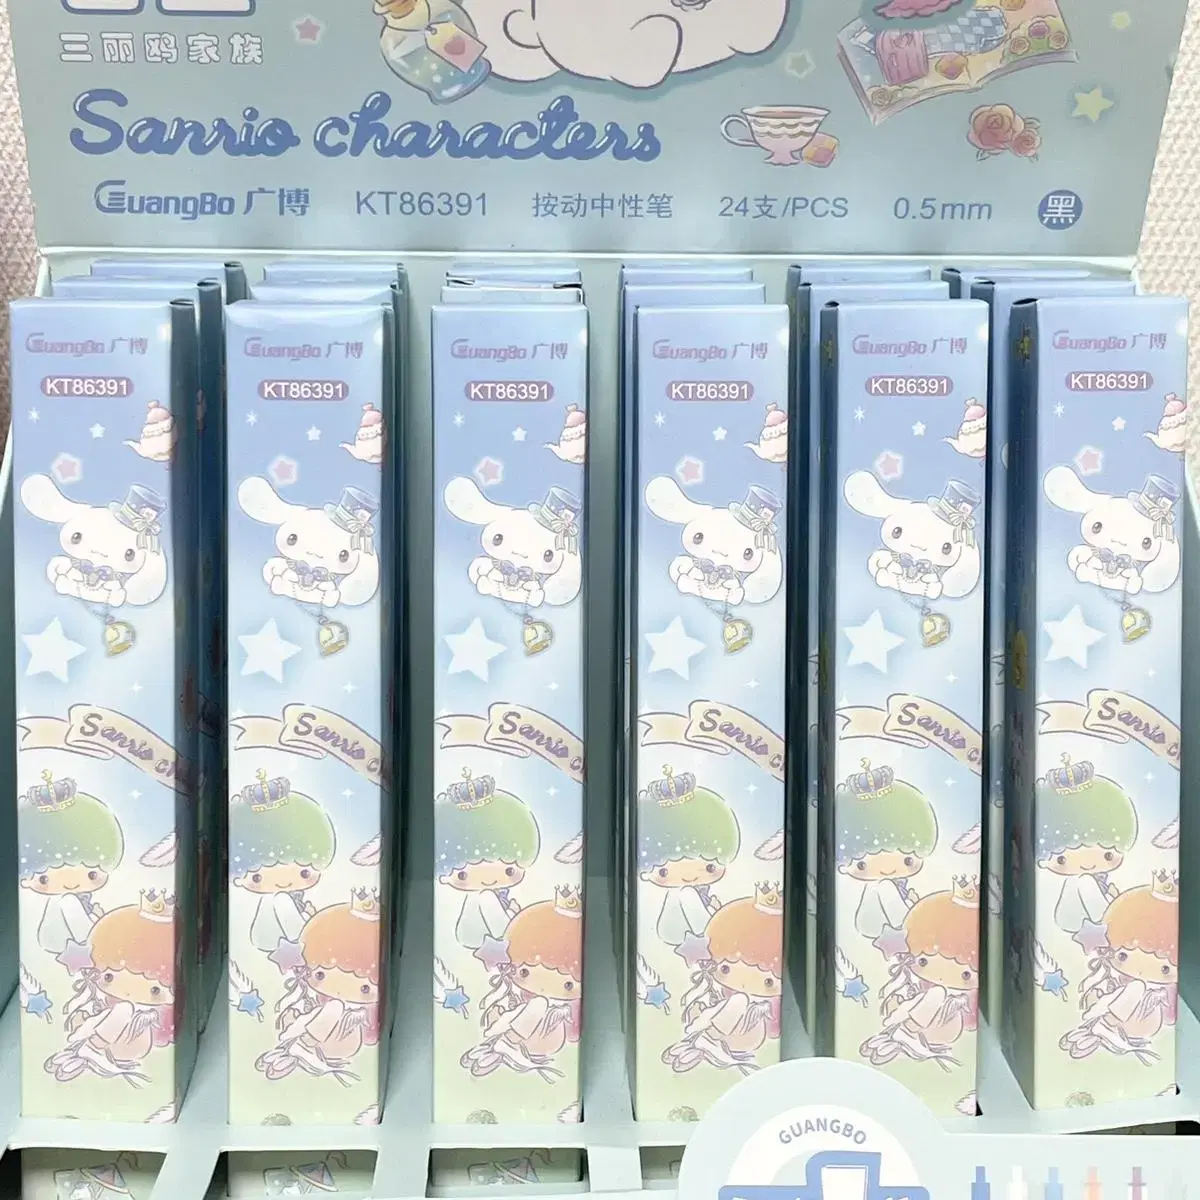 三丽鸥家族
Sanrio characters
GuangBo 广博 KT86391 按动中性笔 24支/PCS 0.5mm 黑
GuangBo 广博
KT86391
GuangBo 广博
KT86391
GuangBo 广博
KT86391
GuangBo 广博
KT86391
GuangBo 广博
KT86391
GuangBo 广博
KT86391
Sanrio
Sanrio
Sanrio
Sanrio
Sanrio
Sanrio
GUANGBO